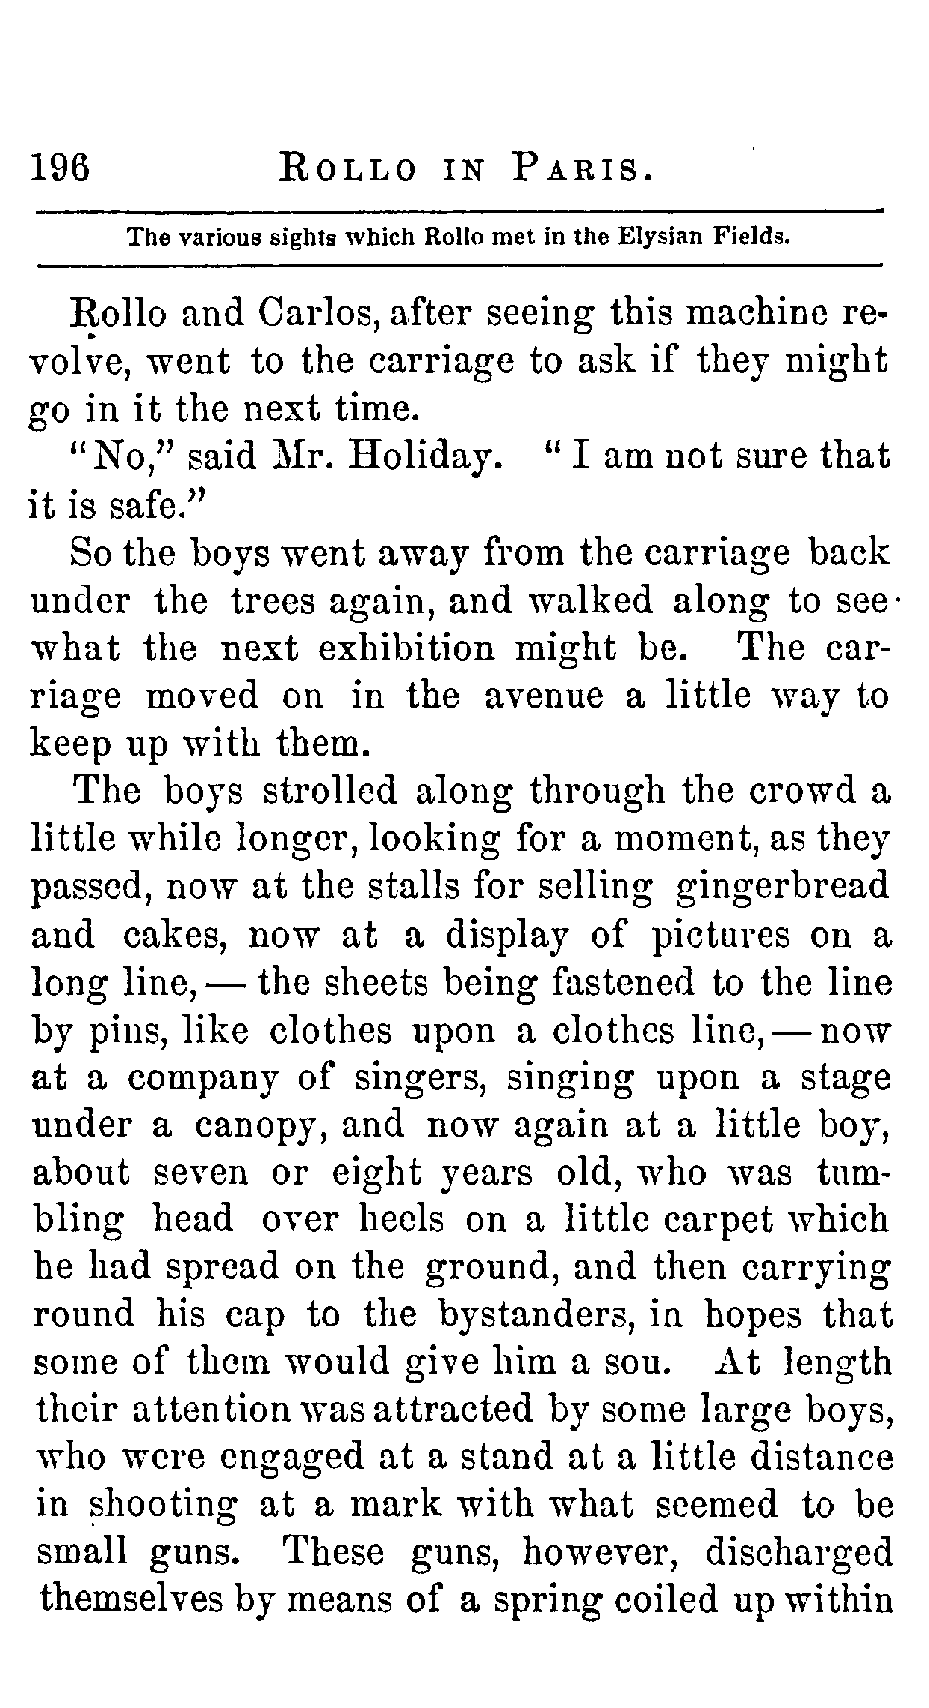 196 ROLLO IN PARIS.
The various sights which Rollo met in the Elysian Fields.
Rollo and Carlos, after seeing this machine re-
volve, went to the carriage to ask if they might
go in it the next time.
"No," said Mr. Holiday. "I am not sure that
it is safe."
So the boys went away from the carriage back
under the trees again, and walked along to see
what the next exhibition might be. The car-
riage moved on in the avenue a little way to
keep up with them.
The boys strolled along through the crowd a
little while longer, looking for a moment, as they
passed, now at the stalls for selling gingerbread
and cakes, now at a display of pictures on a
long line,— the sheets being fastened to the line
by pins, like clothes upon a clothes line,— now
at a company of singers, singing upon a stage
under a canopy, and now again at a little boy,
about seven or eight years old, who was tum-
bling head over heels on a little carpet which
he had spread on the ground, and then carrying
round his cap to the bystanders, in hopes that
some of them would give him a sou. At length
their attention was attracted by some large boys,
who were engaged at a stand at a little distance
in shooting at a mark with what seemed to be
small guns. These guns, however, discharged
themselves by means of a spring coiled up within